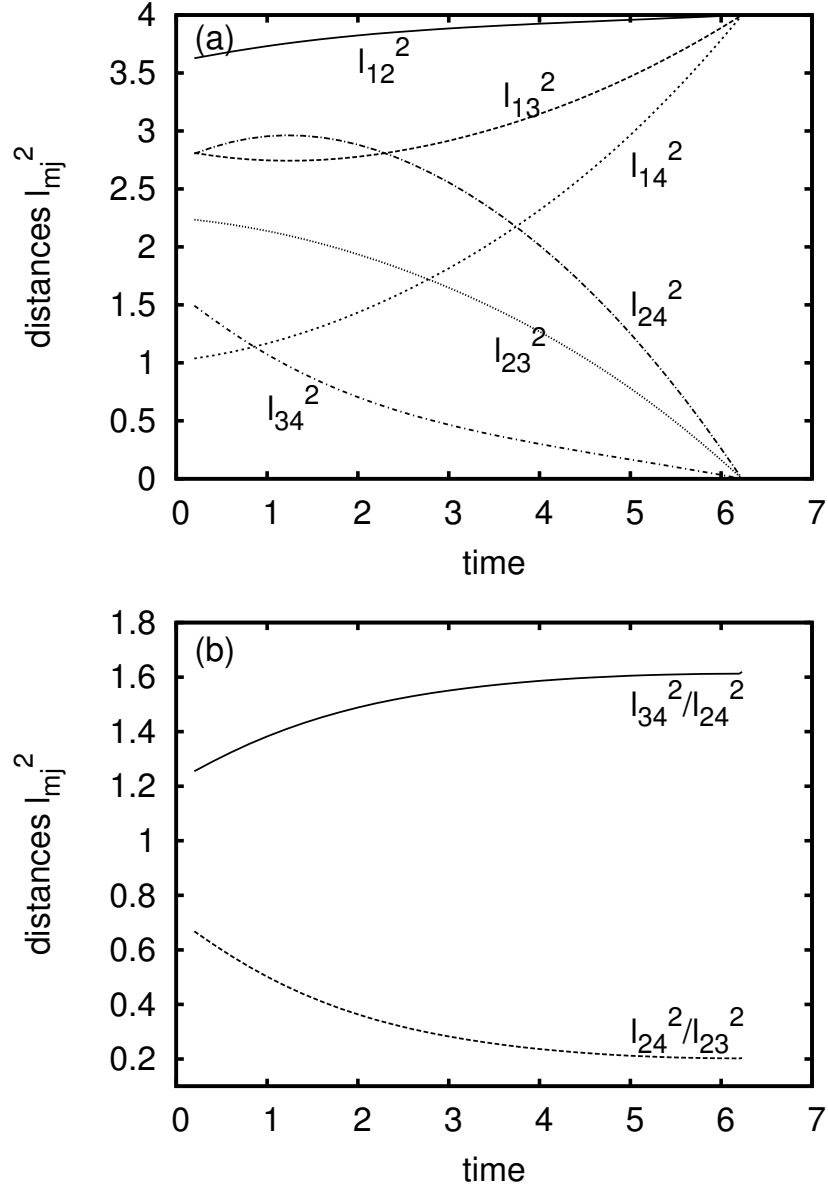 (a)
4
3.5
3
2.5
2
1.5
1
0.5
0
distances l_mj^2
l_12^2
l_13^2
l_14^2
l_24^2
l_23^2
l_34^2
0 1 2 3 4 5 6 7
time
(b)
1.8
1.6
1.4
1.2
1
0.8
0.6
0.4
0.2
distances l_mj^2
l_34^2/l_24^2
l_24^2/l_23^2
0 1 2 3 4 5 6 7
time